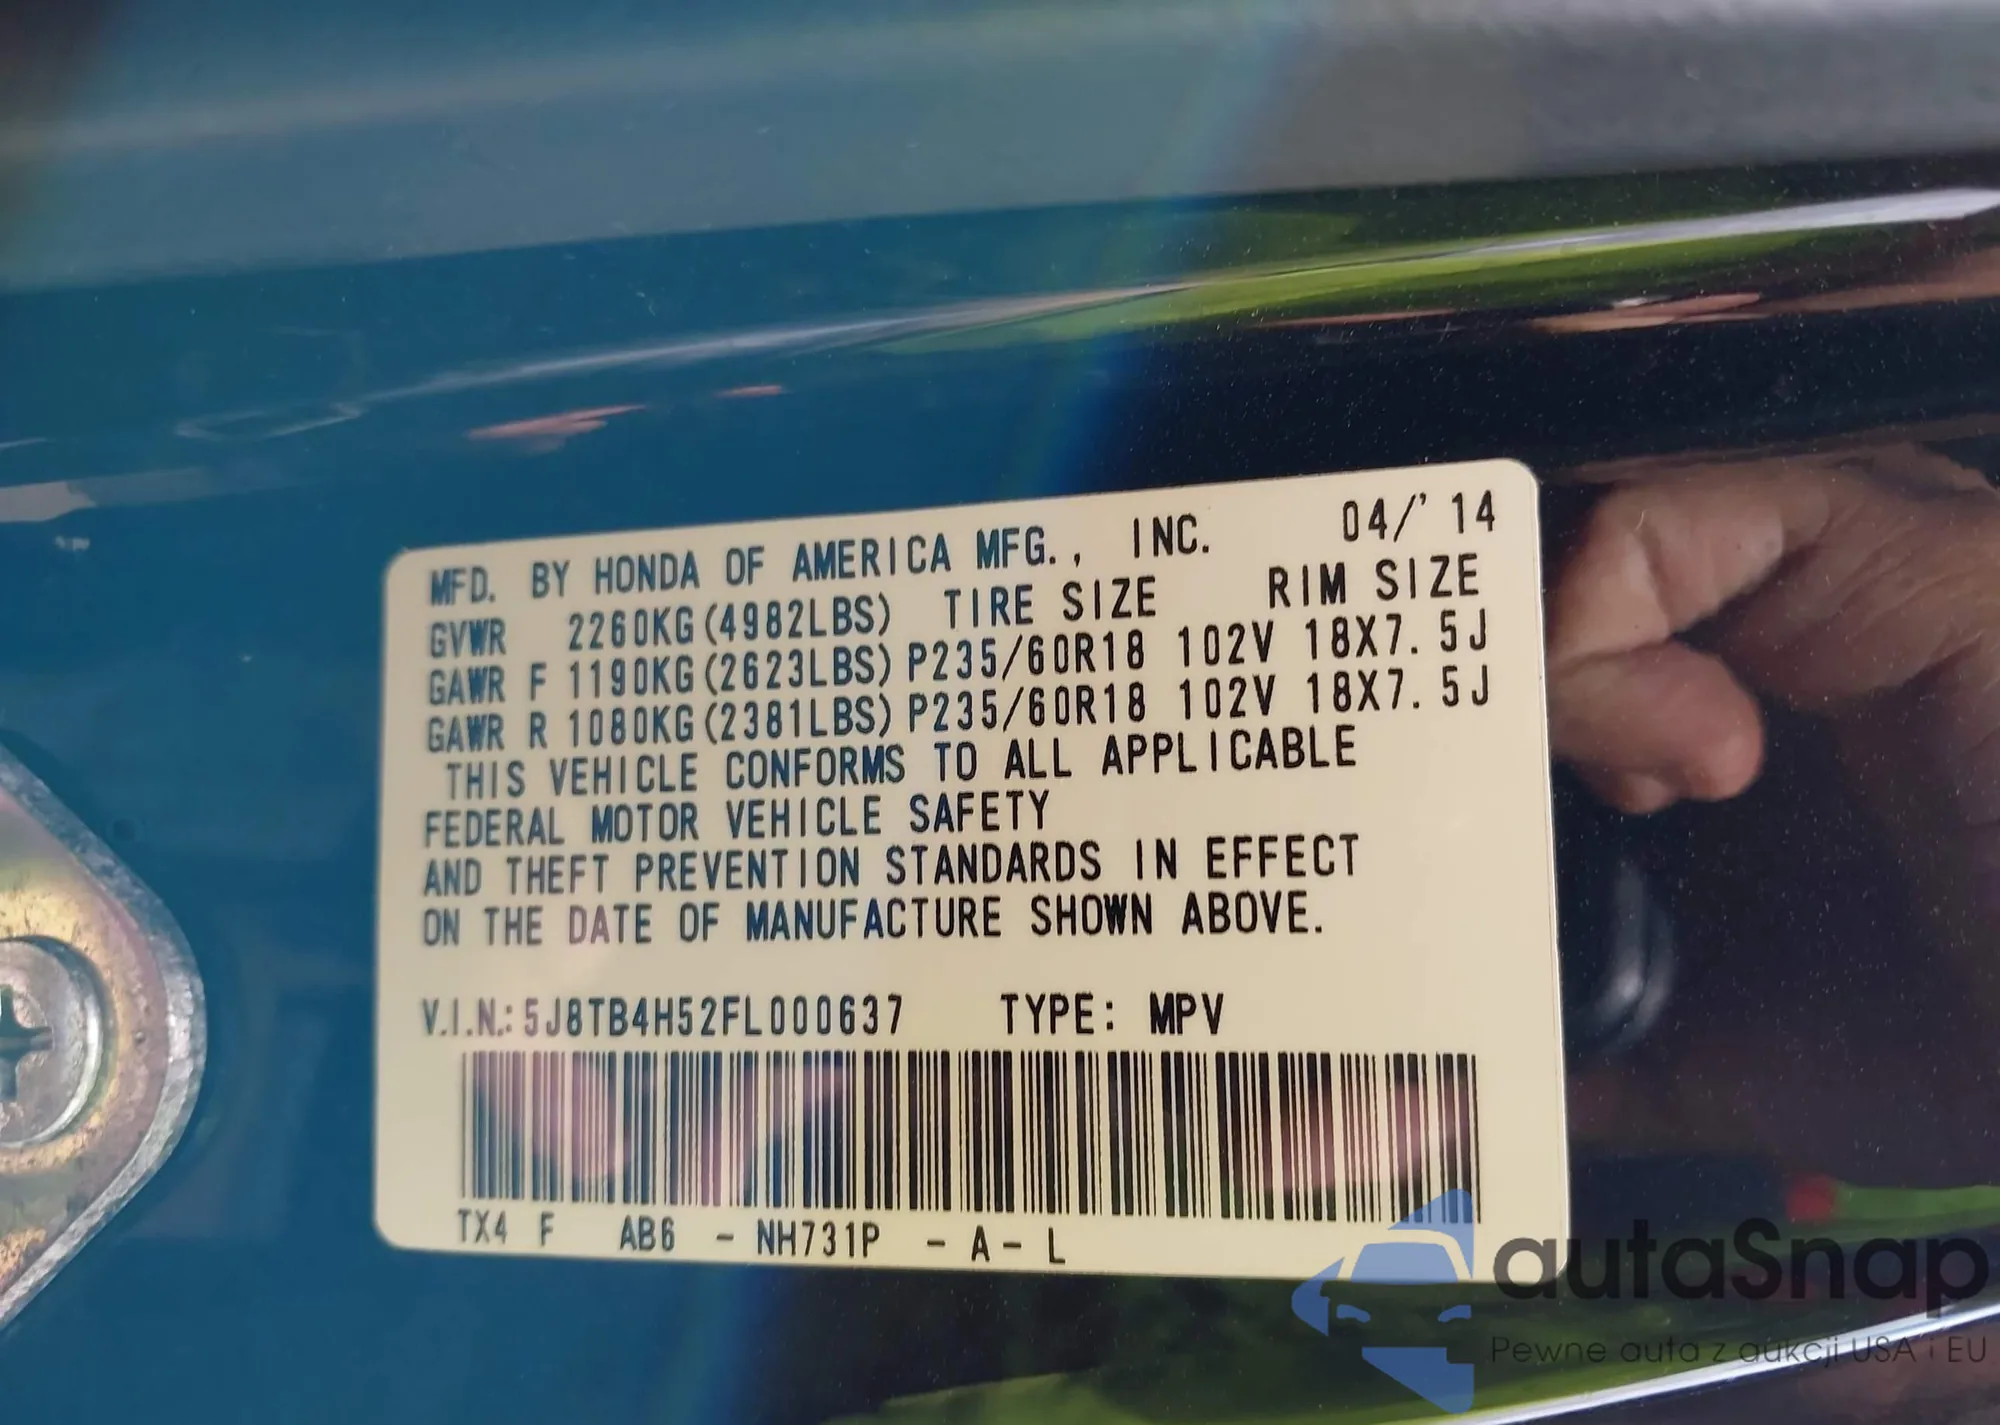 MFD. BY HONDA OF AMERICA MFG., INC. 04/'14
GVWR 2260KG(4982LBS) TIRE SIZE RIM SIZE
GAWR F 1190KG(2623LBS) P235/60R18 102V 18X7.5J
GAWR R 1080KG(2381LBS) P235/60R18 102V 18X7.5J
THIS VEHICLE CONFORMS TO ALL APPLICABLE
FEDERAL MOTOR VEHICLE SAFETY
AND THEFT PREVENTION STANDARDS IN EFFECT
ON THE DATE OF MANUFACTURE SHOWN ABOVE.
V.I.N.: 5J8TB4H52FL000637 TYPE: MPV
TX4 F AB6 - NH731P - A - L
autaSnap
Pewne auta z aukcji USA i EU